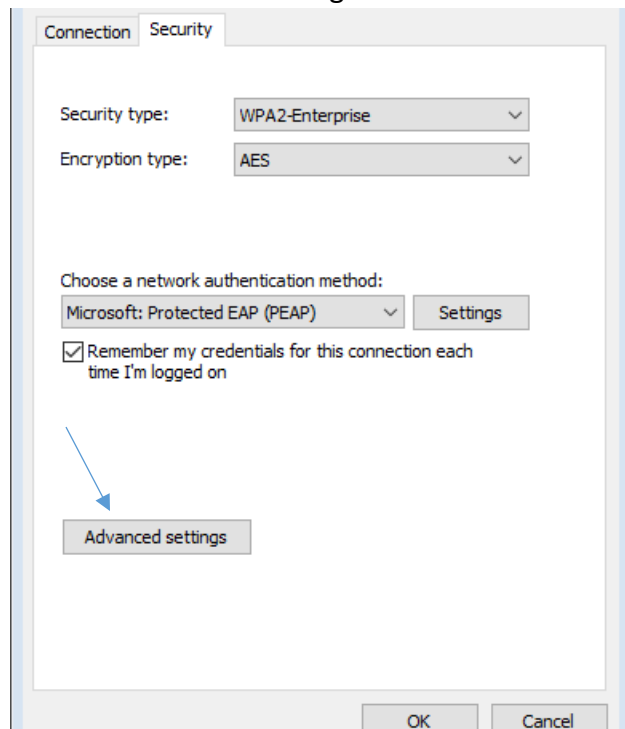 Connection Security
Security type: WPA2-Enterprise
Encryption type: AES
Choose a network authentication method:
Microsoft: Protected EAP (PEAP) Settings
Remember my credentials for this connection each
time I'm logged on
Advanced settings
OK Cancel